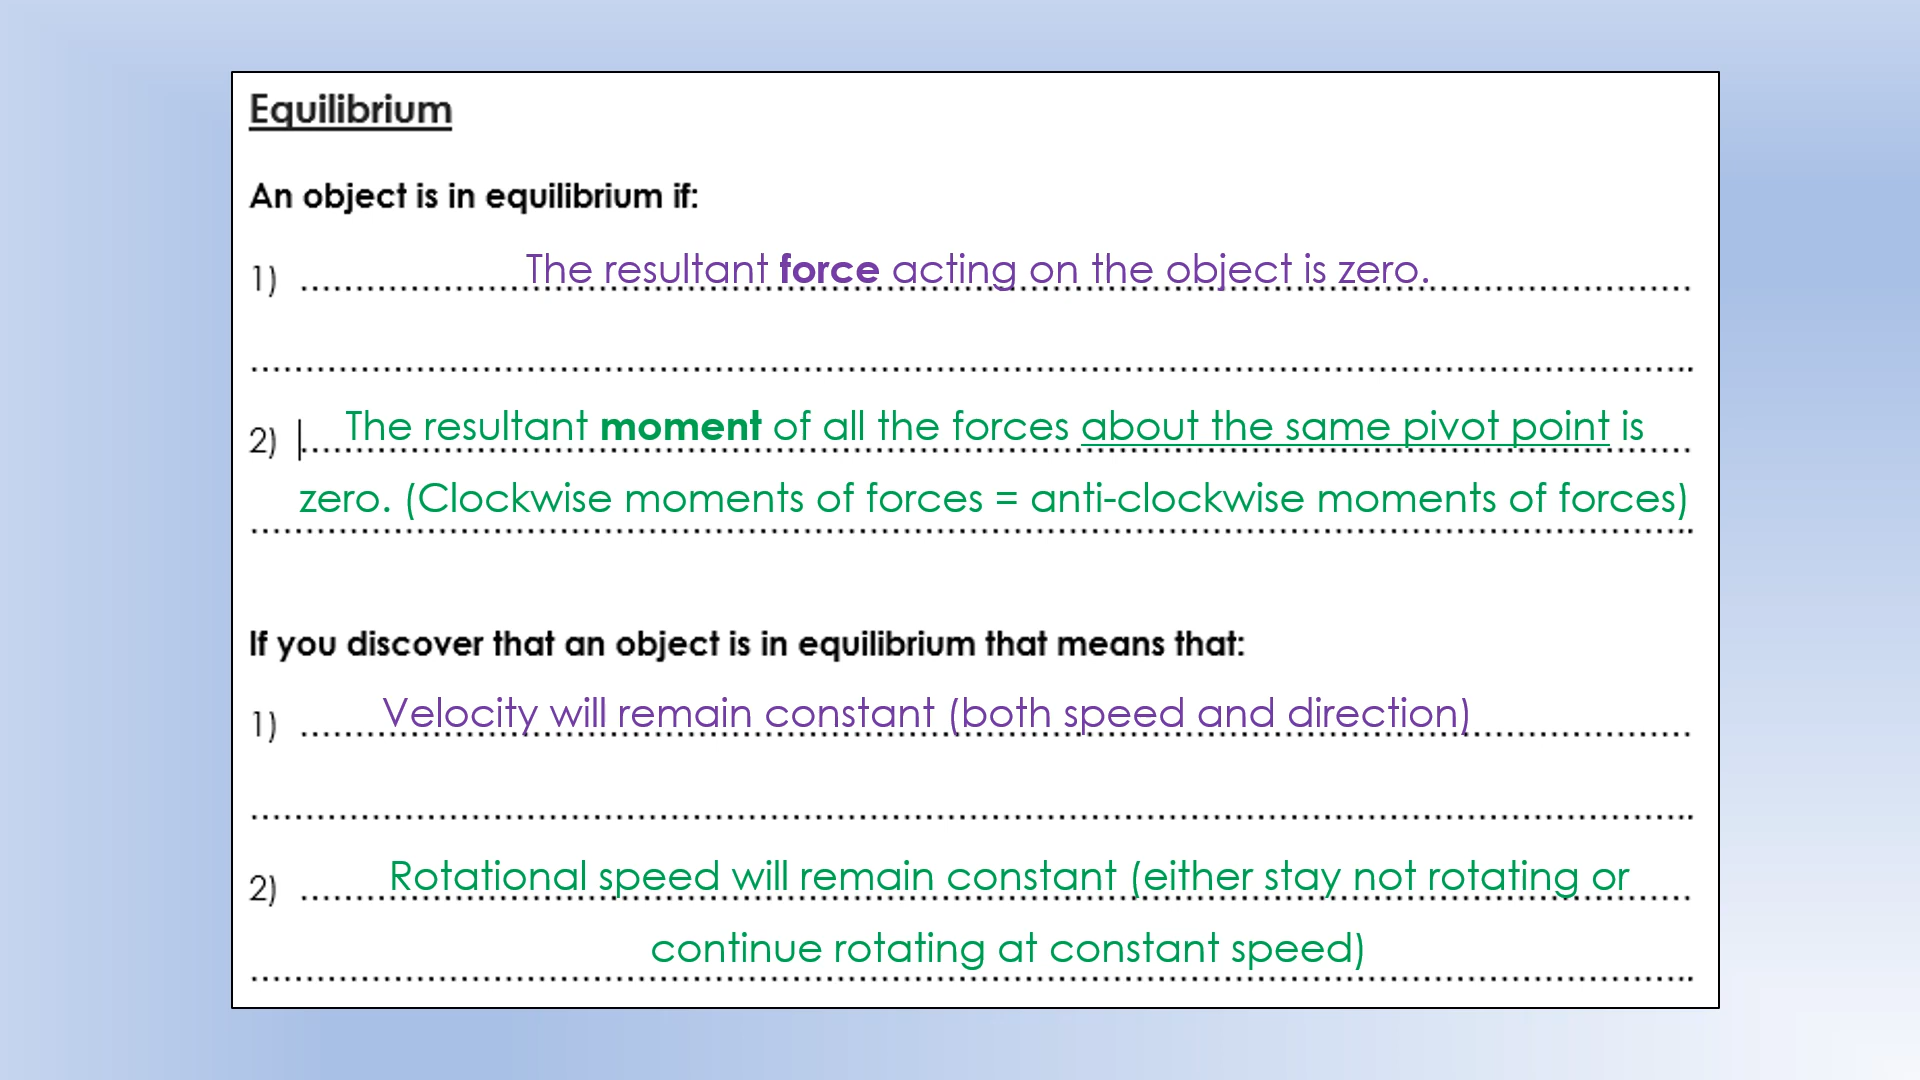 Equilibrium
An object is in equilibrium if:
1) The resultant force acting on the object is zero.
2) The resultant moment of all the forces about the same pivot point is
zero. (Clockwise moments of forces = anti-clockwise moments of forces)
If you discover that an object is in equilibrium that means that:
1) Velocity will remain constant (both speed and direction)
2) Rotational speed will remain constant (either stay not rotating or
continue rotating at constant speed)